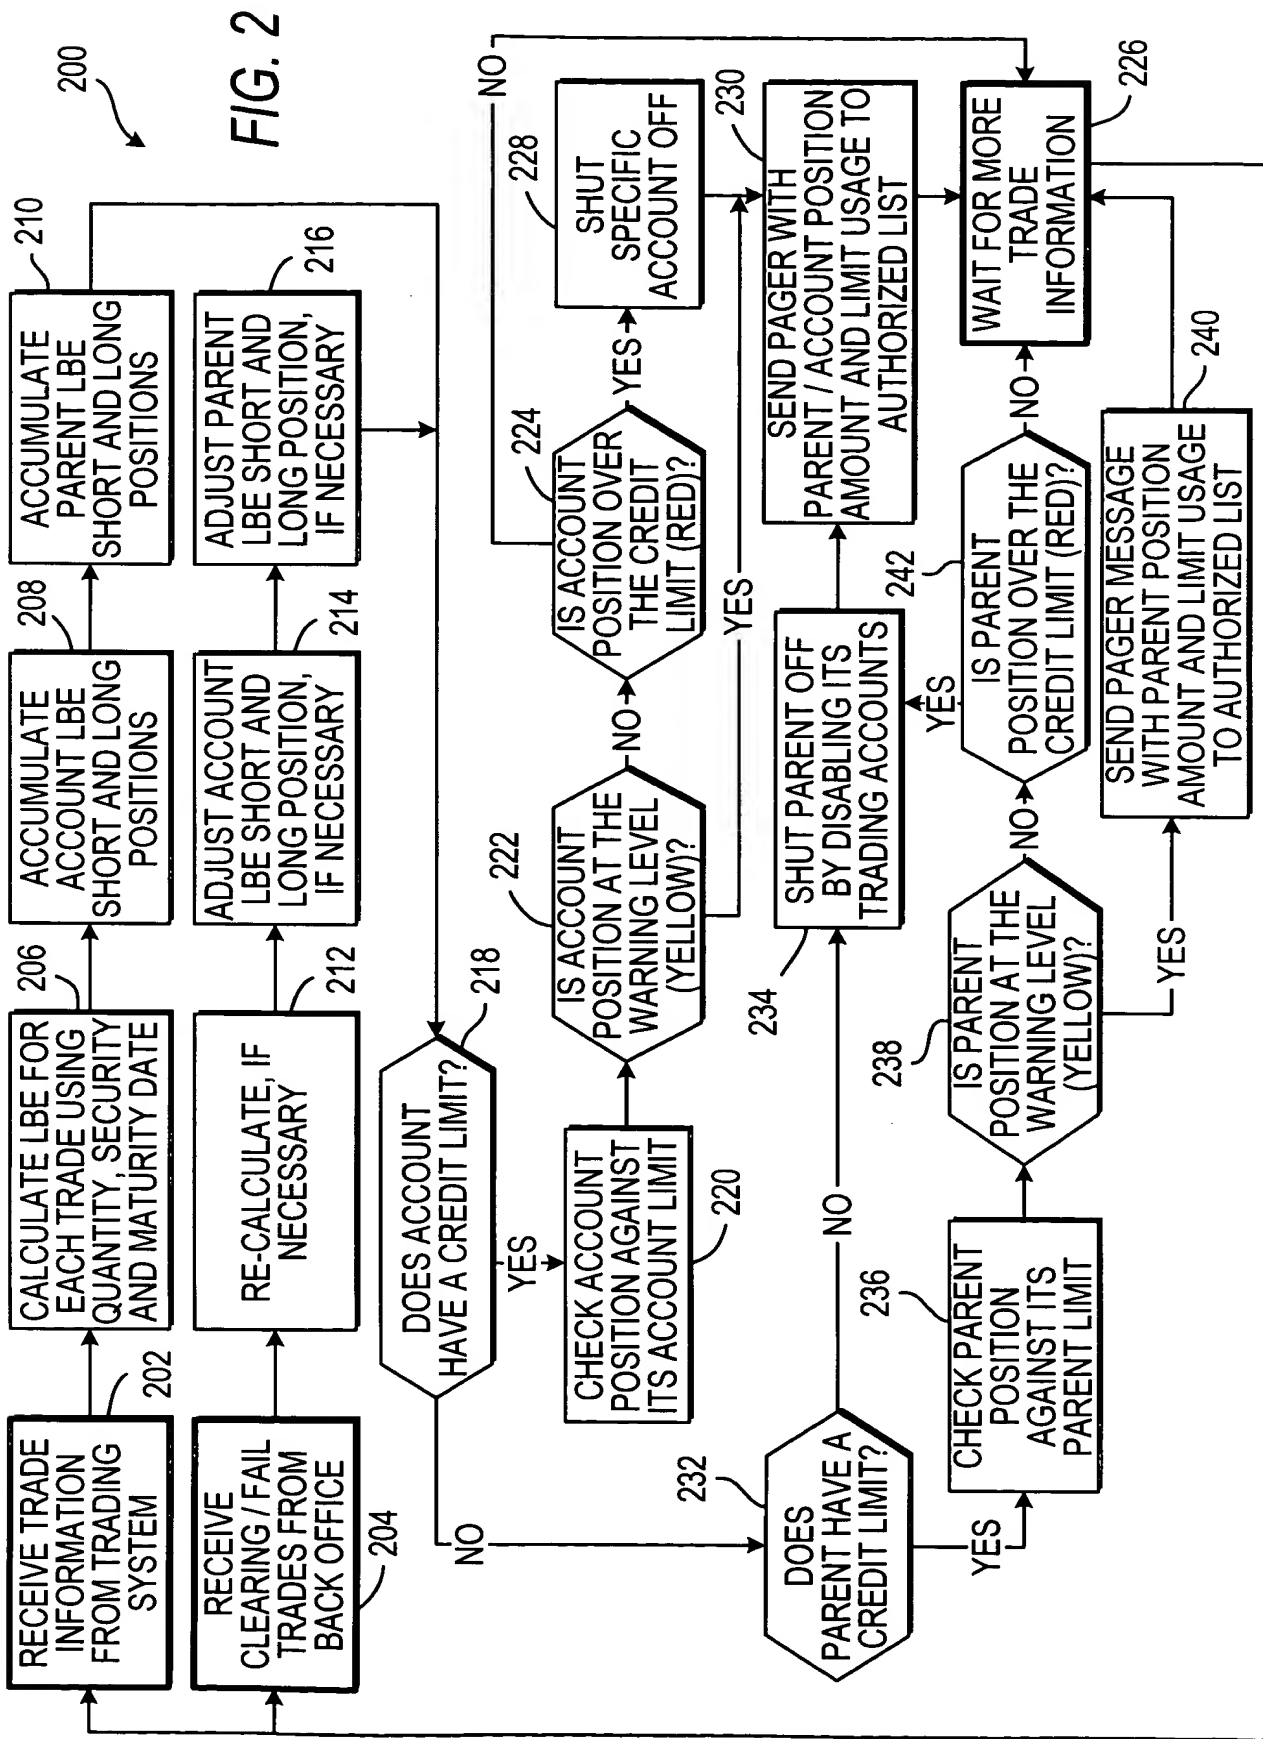 200
FIG. 2
RECEIVE TRADE
INFORMATION
FROM TRADING
SYSTEM
202
CALCULATE LBE FOR
EACH TRADE USING
QUANTITY, SECURITY
AND MATURITY DATE
206
ACCUMULATE
ACCOUNT LBE
SHORT AND LONG
POSITIONS
208
ACCUMULATE
PARENT LBE
SHORT AND LONG
POSITIONS
210
RECEIVE
CLEARING / FAIL
TRADES FROM
BACK OFFICE
204
RE-CALCULATE, IF
NECESSARY
212
ADJUST ACCOUNT
LBE SHORT AND
LONG POSITION,
IF NECESSARY
214
ADJUST PARENT
LBE SHORT AND
LONG POSITION,
IF NECESSARY
216
DOES ACCOUNT
HAVE A CREDIT LIMIT?
218
NO
YES
CHECK ACCOUNT
POSITION AGAINST
ITS ACCOUNT LIMIT
220
IS ACCOUNT
POSITION AT THE
WARNING LEVEL
(YELLOW)?
222
NO
YES
IS ACCOUNT
POSITION OVER
THE CREDIT
LIMIT (RED)?
224
YES
NO
SHUT
SPECIFIC
ACCOUNT OFF
228
SEND PAGER WITH
PARENT / ACCOUNT POSITION
AMOUNT AND LIMIT USAGE TO
AUTHORIZED LIST
230
DOES
PARENT HAVE A
CREDIT LIMIT?
232
NO
YES
SHUT PARENT OFF
BY DISABLING ITS
TRADING ACCOUNTS
234
CHECK PARENT
POSITION
AGAINST ITS
PARENT LIMIT
236
IS PARENT
POSITION AT THE
WARNING LEVEL
(YELLOW)?
238
NO
YES
IS PARENT
POSITION OVER THE
CREDIT LIMIT (RED)?
242
YES
NO
WAIT FOR MORE
TRADE
INFORMATION
226
SEND PAGER MESSAGE
WITH PARENT POSITION
AMOUNT AND LIMIT USAGE
TO AUTHORIZED LIST
240